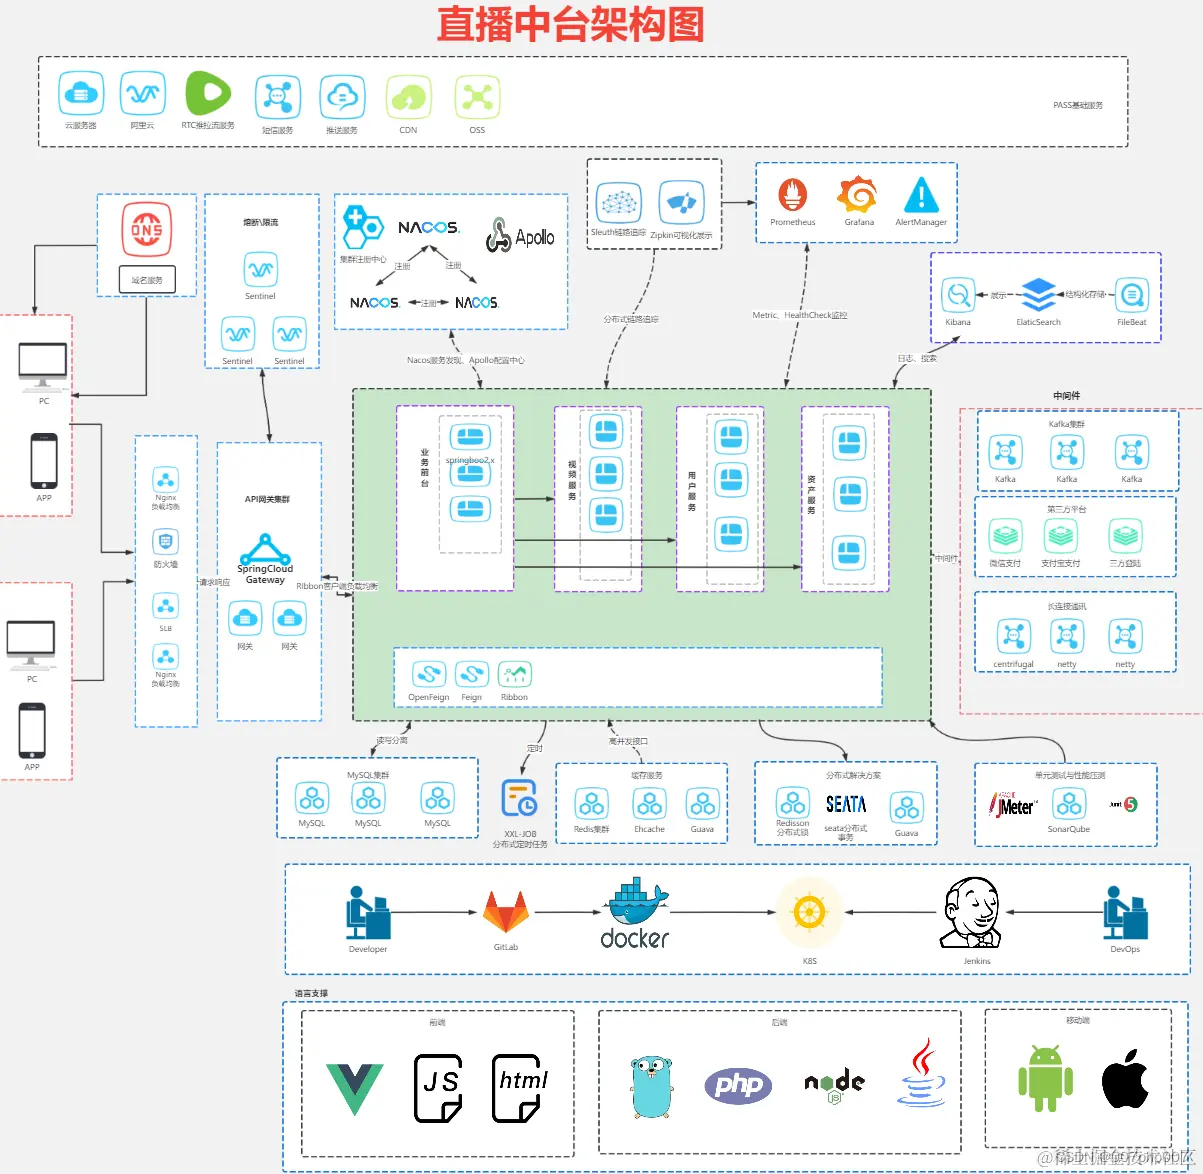 直播中台架构图
云服务器
阿里云
RTC推拉流服务
短信服务
推送服务
CDN
OSS
PASS基础服务
DNS
域名服务
熔断\限流
Sentinel
Sentinel
Sentinel
集群注册中心
NACOS.
Apollo
注册
注册
NACOS.
注册
NACOS.
Nacos服务发现、Apollo配置中心
Sleuth链路追踪
Zipkin可视化展示
分布式链路追踪
Prometheus
Grafana
AlertManager
Metric、HealthCheck监控
Kibana
展示
ElaticSearch
结构化存储
FileBeat
日志、搜索
PC
APP
PC
APP
Nginx
负载均衡
防火墙
SLB
Nginx
负载均衡
请求响应
API网关集群
SpringCloud
Gateway
网关
网关
Ribbon客户端负载均衡
业务前台
springboo2.x
视频服务
用户服务
资产服务
OpenFeign
Feign
Ribbon
中间件
中间件
Kafka集群
Kafka
Kafka
Kafka
第三方平台
微信支付
支付宝支付
三方登陆
长连接通讯
centrifugal
netty
netty
读写分离
定时
高并发接口
MySQL集群
MySQL
MySQL
MySQL
XXL-JOB
分布式定时任务
缓存服务
Redis集群
Ehcache
Guava
分布式解决方案
Redisson
分布式锁
SEATA
seata分布式
事务
Guava
单元测试与性能压测
APACHE
JMeter
SonarQube
JUnit 5
Developer
GitLab
docker
K8S
Jenkins
DevOps
语言支撑
前端
JS
html
后端
php
node
JS
移动端